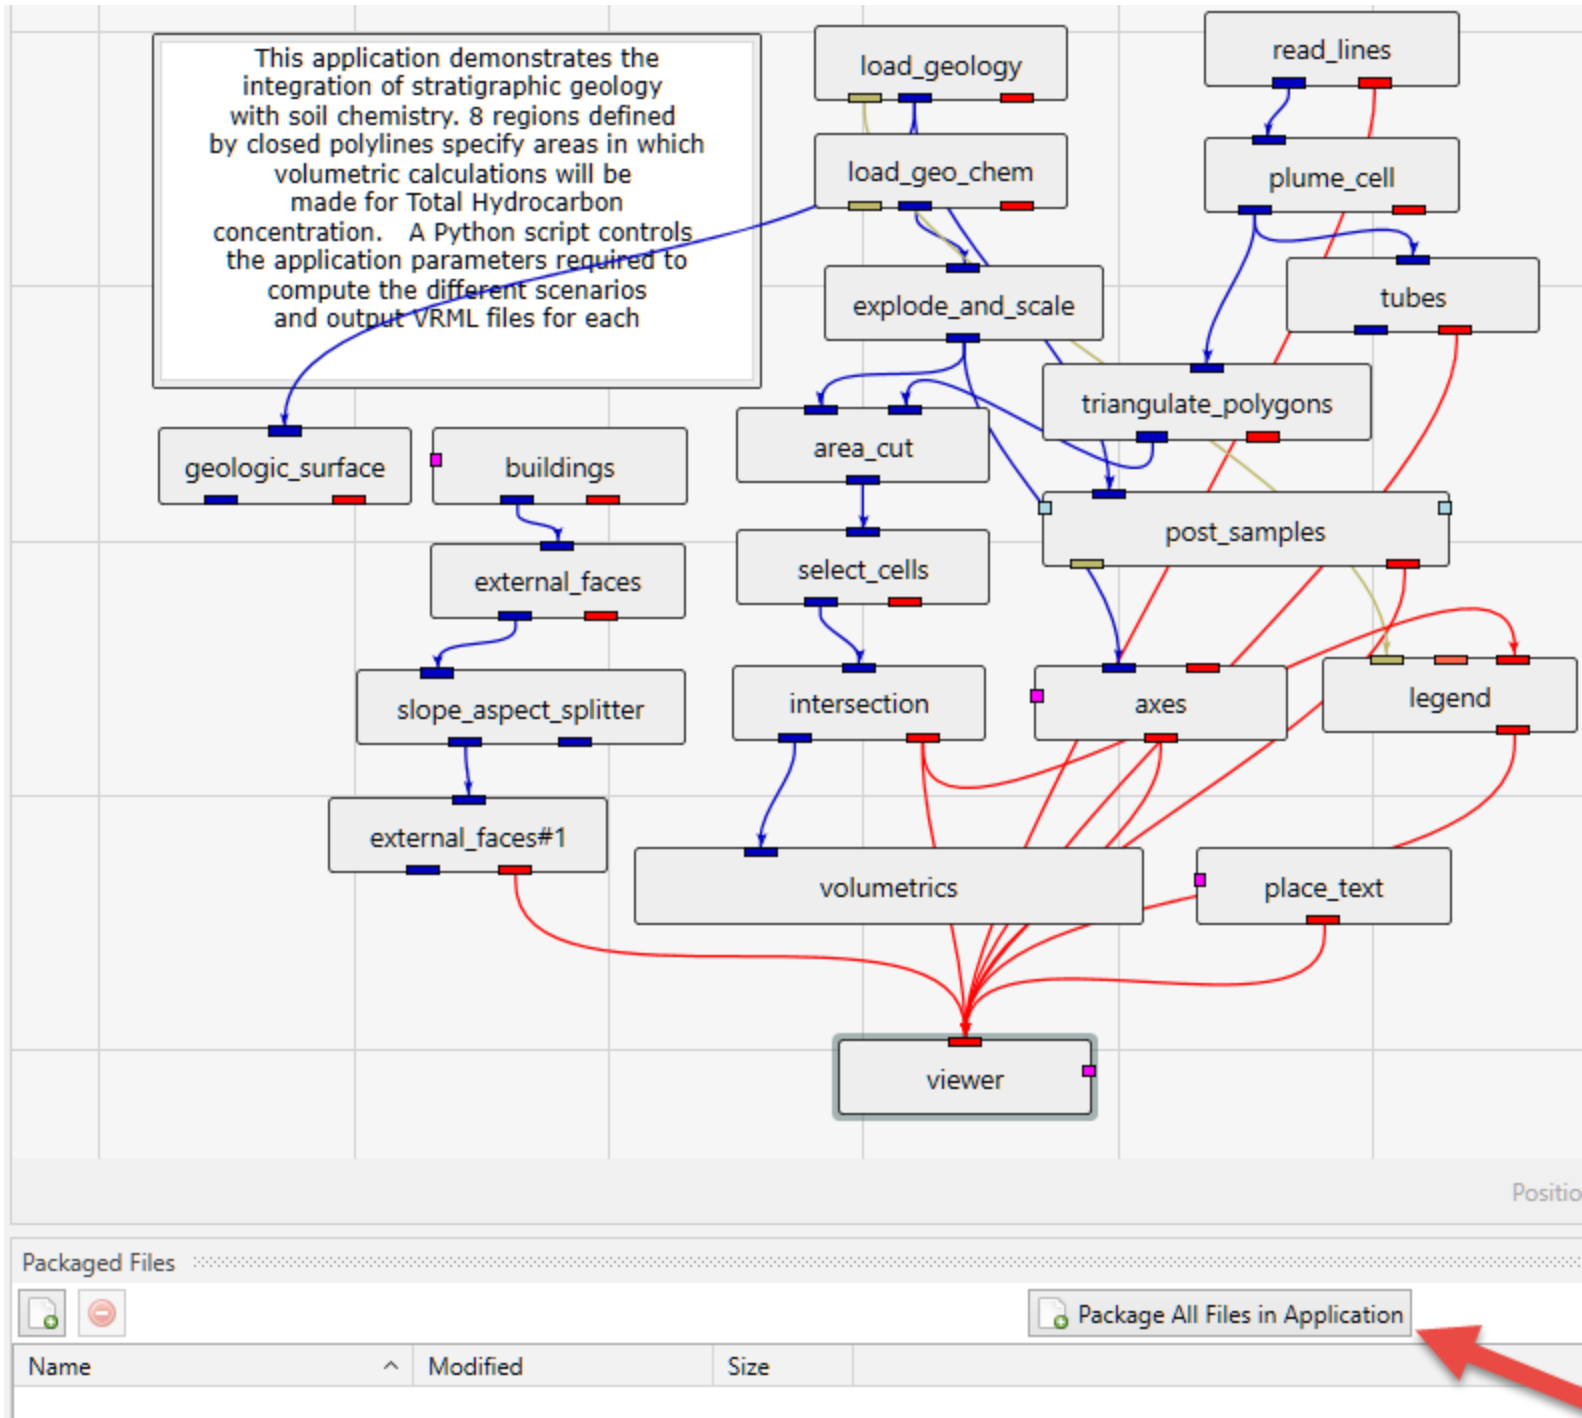 This application demonstrates the
integration of stratigraphic geology
with soil chemistry. 8 regions defined
by closed polylines specify areas in which
volumetric calculations will be
made for Total Hydrocarbon
concentration. A Python script controls
the application parameters required to
compute the different scenarios
and output VRML files for each
load_geology
read_lines
load_geo_chem
plume_cell
explode_and_scale
tubes
triangulate_polygons
geologic_surface
buildings
area_cut
post_samples
external_faces
select_cells
slope_aspect_splitter
intersection
axes
legend
external_faces#1
volumetrics
place_text
viewer
Positio
Packaged Files
Package All Files in Application
Name
Modified
Size